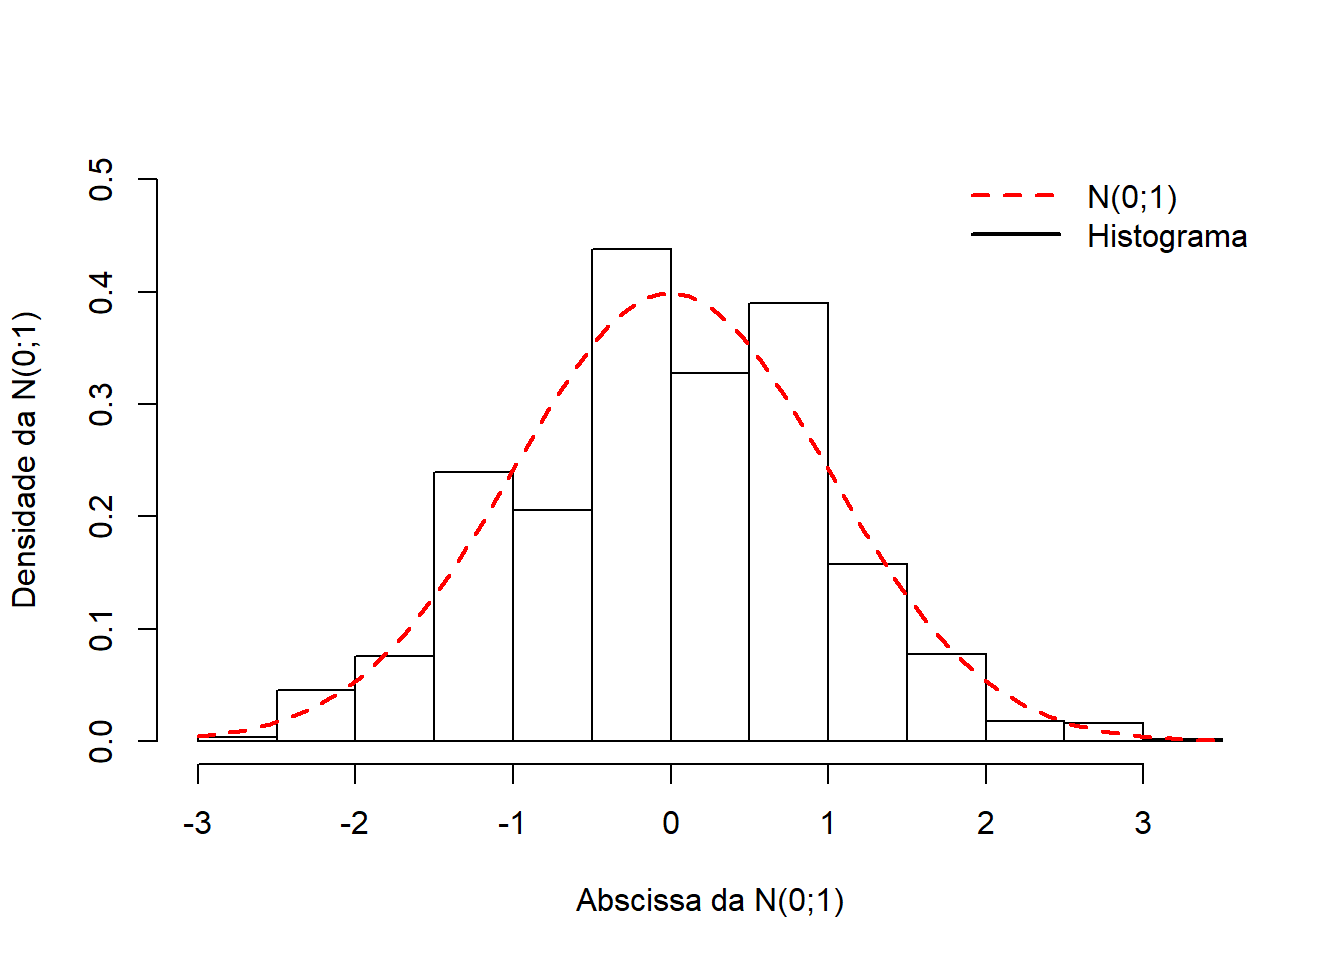 N(0;1)
Histograma
Densidade da N(0;1)
0.5
0.4
0.3
0.2
0.1
0.0
-3 -2 -1 0 1 2 3
Abscissa da N(0;1)